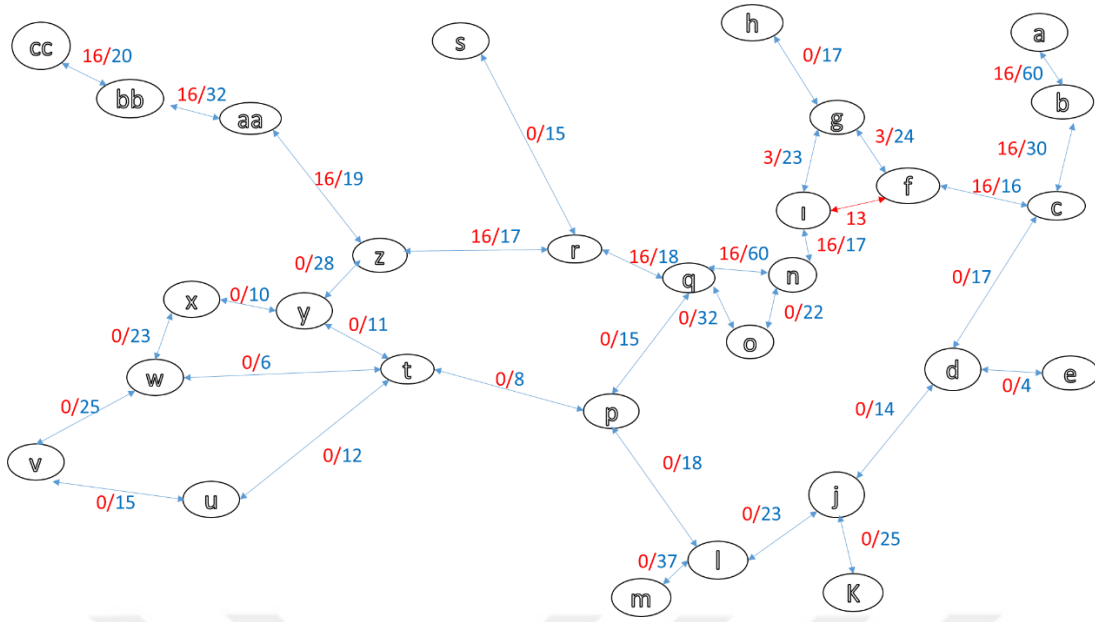 h
a
cc
s
0/17
16/20
16/60
bb
16/32
b
aa
g
0/15
3/24
3/23
16/30
f
16/19
16/16
ı
13
c
16/17
16/18
16/60
16/17
z
r
0/28
q
n
0/17
x
0/10
y
0/32
0/22
0/11
0/15
o
0/23
0/6
w
t
d
e
0/8
0/4
0/25
p
0/14
0/12
v
0/18
0/15
u
j
0/23
0/25
0/37
l
m
K